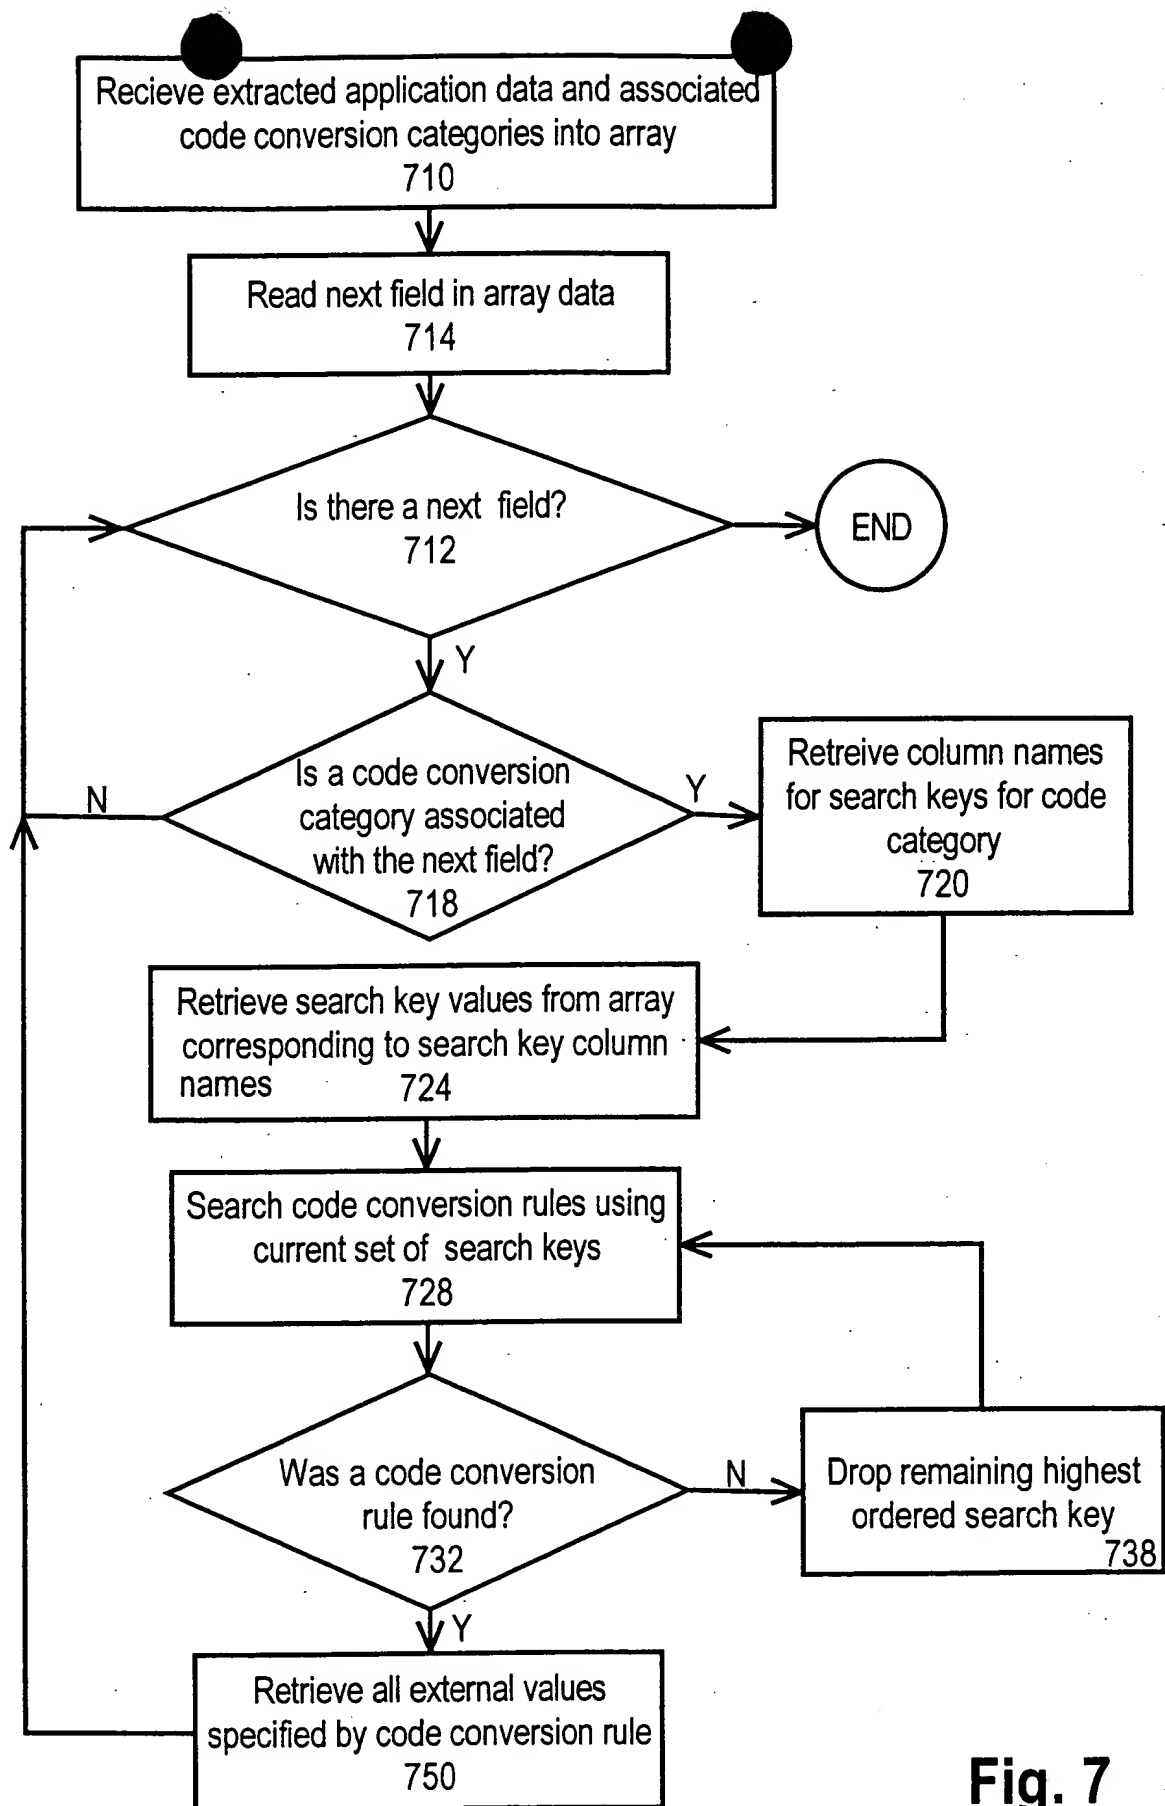 Recieve extracted application data and associated
code conversion categories into array
710
Read next field in array data
714
Is there a next field?
712
END
Y
Is a code conversion
category associated
with the next field?
718
N
Y
Retreive column names
for search keys for code
category
720
Retrieve search key values from array
corresponding to search key column
names 724
Search code conversion rules using
current set of search keys
728
Was a code conversion
rule found?
732
N
Drop remaining highest
ordered search key
738
Y
Retrieve all external values
specified by code conversion rule
750
Fig. 7